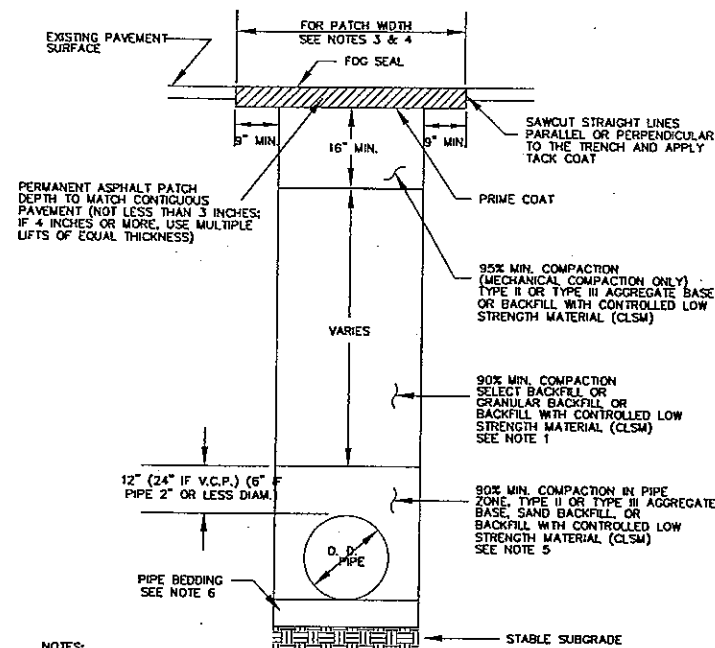 FOR PATCH WIDTH
SEE NOTES 3 & 4
EXISTING PAVEMENT
SURFACE
FOG SEAL
9" MIN.
9" MIN.
16" MIN.
SAWCUT STRAIGHT LINES
PARALLEL OR PERPENDICULAR
TO THE TRENCH AND APPLY
TACK COAT
PRIME COAT
PERMANENT ASPHALT PATCH
DEPTH TO MATCH CONTIGUOUS
PAVEMENT (NOT LESS THAN 3 INCHES;
IF 4 INCHES OR MORE, USE MULTIPLE
LIFTS OF EQUAL THICKNESS)
95% MIN. COMPACTION
(MECHANICAL COMPACTION ONLY)
TYPE II OR TYPE III AGGREGATE BASE
OR BACKFILL WITH CONTROLLED LOW
STRENGTH MATERIAL (CLSM)
VARIES
90% MIN. COMPACTION
SELECT BACKFILL OR
GRANULAR BACKFILL OR
BACKFILL WITH CONTROLLED LOW
STRENGTH MATERIAL (CLSM)
SEE NOTE 1
12" (24" IF V.C.P.) (6" IF
PIPE 2" OR LESS DIAM.)
90% MIN. COMPACTION IN PIPE
ZONE, TYPE II OR TYPE III AGGREGATE
BASE, SAND BACKFILL, OR
BACKFILL WITH CONTROLLED LOW
STRENGTH MATERIAL (CLSM)
SEE NOTE 5
O. D.
PIPE
PIPE BEDDING
SEE NOTE 6
STABLE SUBGRADE
NOTES: